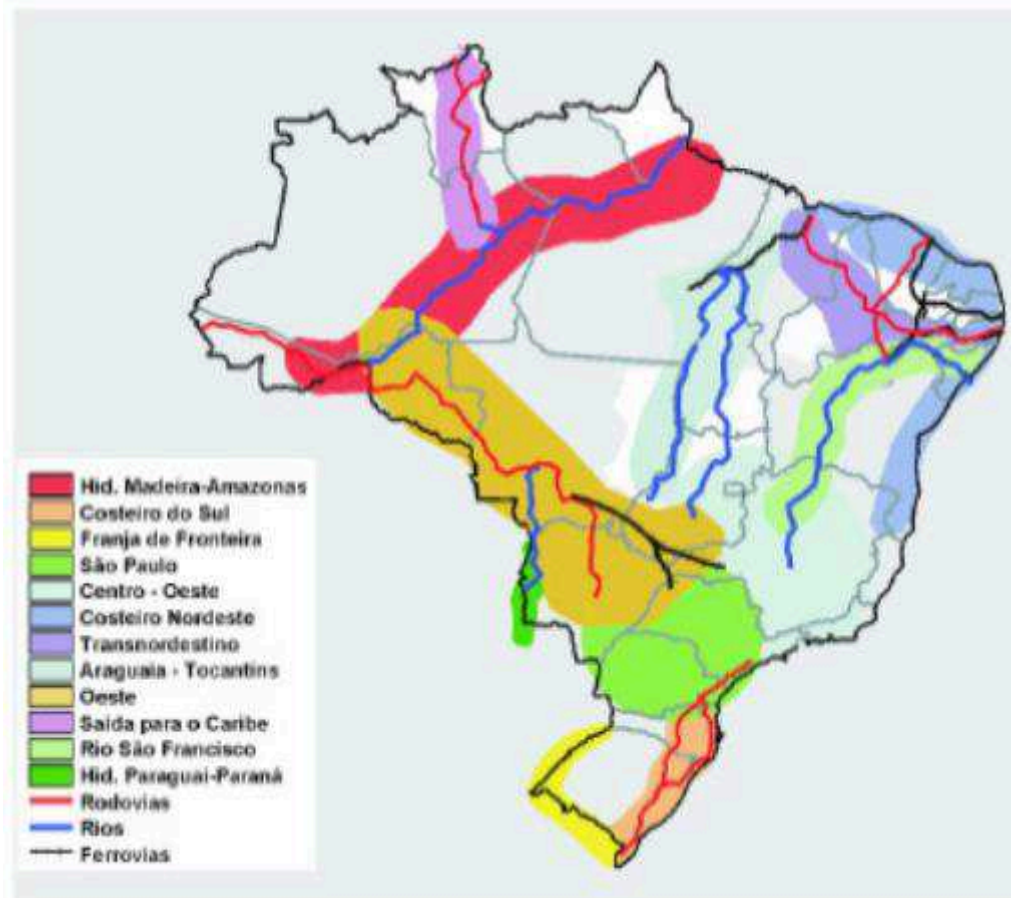 Hid. Madeira-Amazonas
Costeiro do Sul
Franja de Fronteira
São Paulo
Centro - Oeste
Costeiro Nordeste
Transnordestino
Araguaia - Tocantins
Oeste
Saída para o Caribe
Rio São Francisco
Hid. Paraguai-Paraná
Rodovias
Rios
Ferrovias